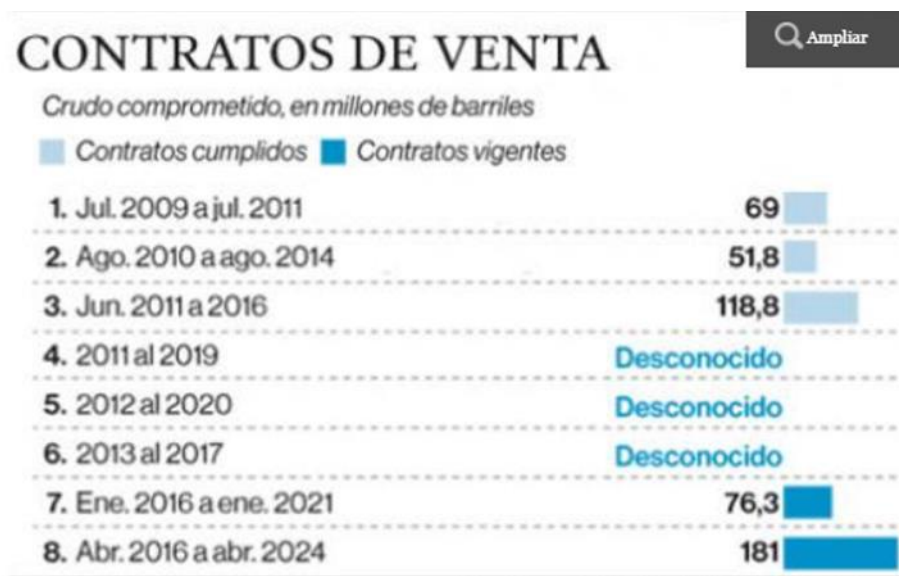 CONTRATOS DE VENTA
Ampliar
Crudo comprometido, en millones de barriles
Contratos cumplidos Contratos vigentes
1. Jul. 2009 a jul. 2011 69
2. Ago. 2010 a ago. 2014 51,8
3. Jun. 2011 a 2016 118,8
4. 2011 al 2019 Desconocido
5. 2012 al 2020 Desconocido
6. 2013 al 2017 Desconocido
7. Ene. 2016 a ene. 2021 76,3
8. Abr. 2016 a abr. 2024 181